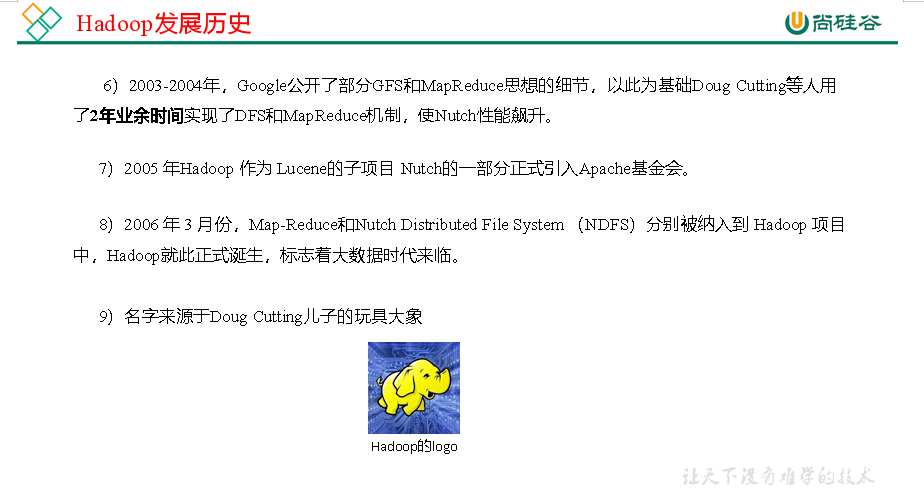 Hadoop发展历史
尚硅谷
6）2003-2004年，Google公开了部分GFS和MapReduce思想的细节，以此为基础Doug Cutting等人用
了2年业余时间实现了DFS和MapReduce机制，使Nutch性能飙升。
7）2005 年Hadoop 作为 Lucene的子项目 Nutch的一部分正式引入Apache基金会。
8）2006 年 3 月份，Map-Reduce和Nutch Distributed File System （NDFS）分别被纳入到 Hadoop 项目
中，Hadoop就此正式诞生，标志着大数据时代来临。
9）名字来源于Doug Cutting儿子的玩具大象
Hadoop的logo
让天下没有难学的技术